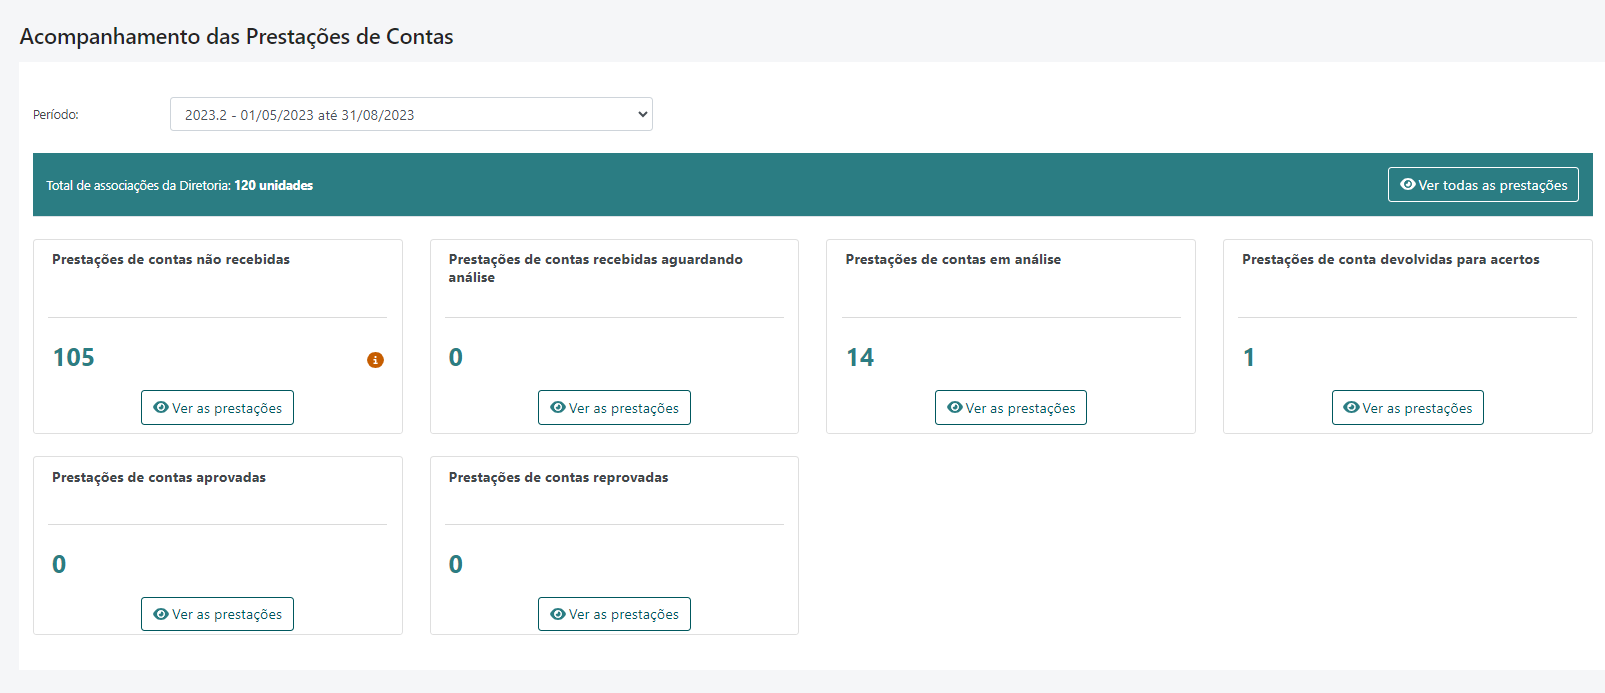 Acompanhamento das Prestações de Contas
Período:
2023.2 - 01/05/2023 até 31/08/2023
Total de associações da Diretoria: 120 unidades
Ver todas as prestações
Prestações de contas não recebidas
105
Ver as prestações
Prestações de contas recebidas aguardando
análise
0
Ver as prestações
Prestações de contas em análise
14
Ver as prestações
Prestações de conta devolvidas para acertos
1
Ver as prestações
Prestações de contas aprovadas
0
Ver as prestações
Prestações de contas reprovadas
0
Ver as prestações